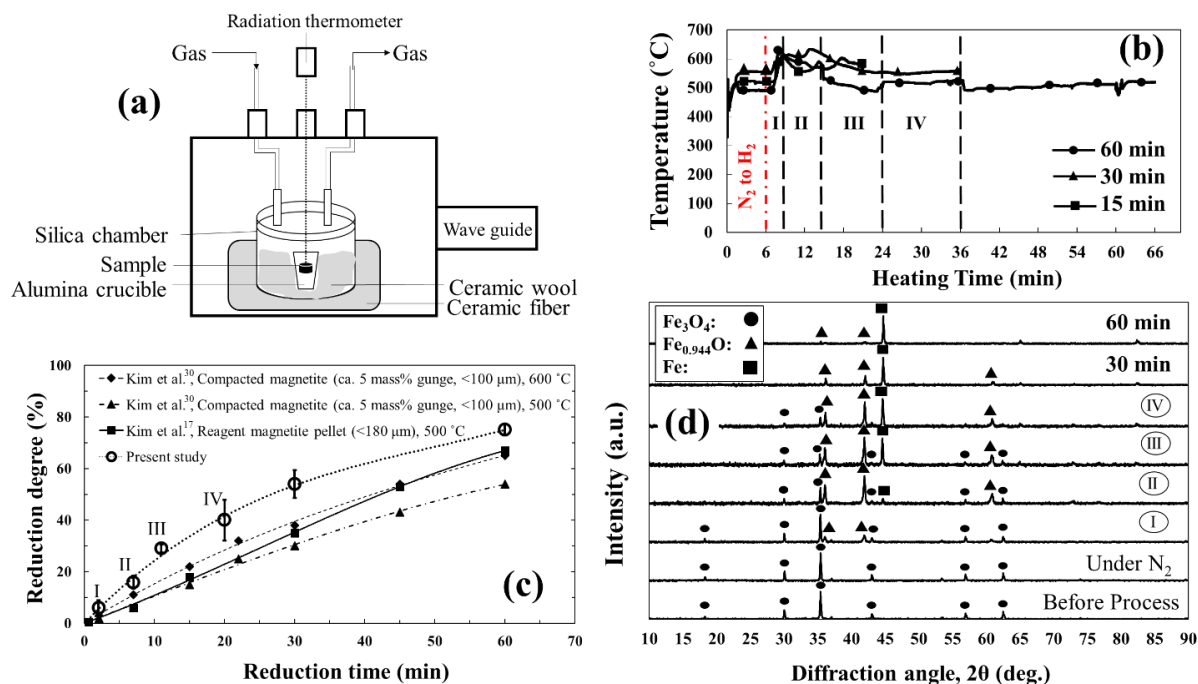 Radiation thermometer
Gas
Gas
(a)
Silica chamber
Sample
Alumina crucible
Wave guide
Ceramic wool
Ceramic fiber
(b)
Temperature (˚C)
700
600
500
400
300
200
100
0
N₂ to H₂
I
II
III
IV
60 min
30 min
15 min
0 6 12 18 24 30 36 42 48 54 60 66
Heating Time (min)
(c)
Reduction degree (%)
100
80
60
40
20
0
Kim et al.³⁰, Compacted magnetite (ca. 5 mass% gunge, <100 μm), 600 ˚C
Kim et al.³⁰, Compacted magnetite (ca. 5 mass% gunge, <100 μm), 500 ˚C
Kim et al.¹⁷, Reagent magnetite pellet (<180 μm), 500 ˚C
Present study
IV
III
II
I
0 10 20 30 40 50 60 70
Reduction time (min)
(d)
Intensity (a.u.)
Fe₃O₄:
Fe₀.₉₄₄O:
Fe:
60 min
30 min
IV
III
II
I
Under N₂
Before Process
10 15 20 25 30 35 40 45 50 55 60 65 70 75 80 85 90
Diffraction angle, 2θ (deg.)